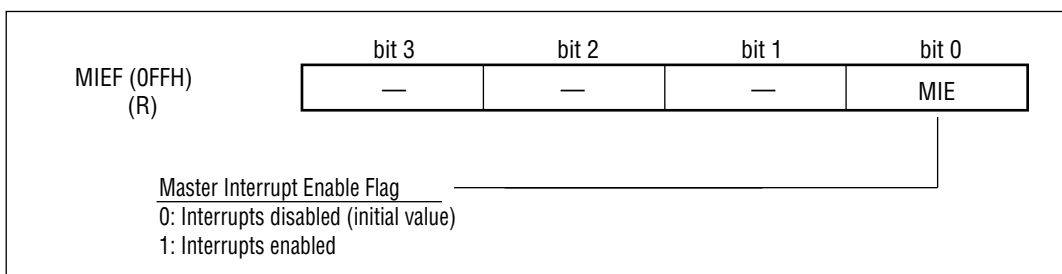 bit 3 bit 2 bit 1 bit 0
MIEF (0FFH)
(R)
— — — MIE
Master Interrupt Enable Flag
0: Interrupts disabled (initial value)
1: Interrupts enabled